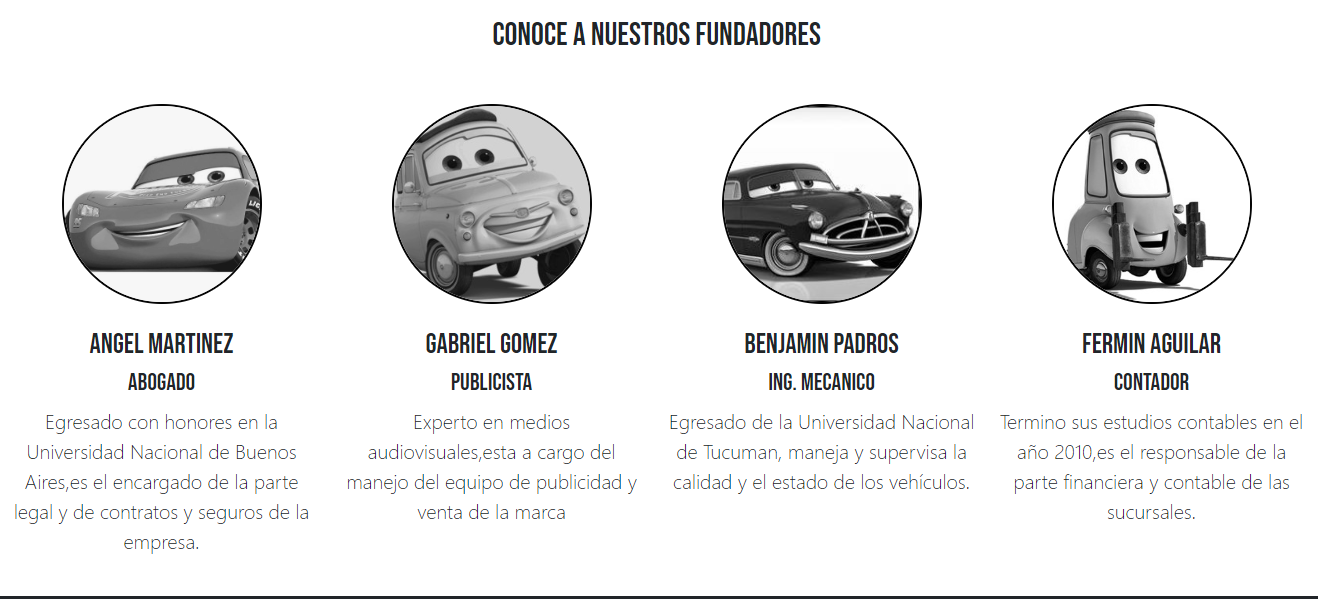 CONOCE A NUESTROS FUNDADORES
ANGEL MARTINEZ
ABOGADO
Egresado con honores en la
Universidad Nacional de Buenos
Aires,es el encargado de la parte
legal y de contratos y seguros de la
empresa.
GABRIEL GOMEZ
PUBLICISTA
Experto en medios
audiovisuales,esta a cargo del
manejo del equipo de publicidad y
venta de la marca
BENJAMIN PADROS
ING. MECANICO
Egresado de la Universidad Nacional
de Tucuman, maneja y supervisa la
calidad y el estado de los vehículos.
FERMIN AGUILAR
CONTADOR
Termino sus estudios contables en el
año 2010,es el responsable de la
parte financiera y contable de las
sucursales.